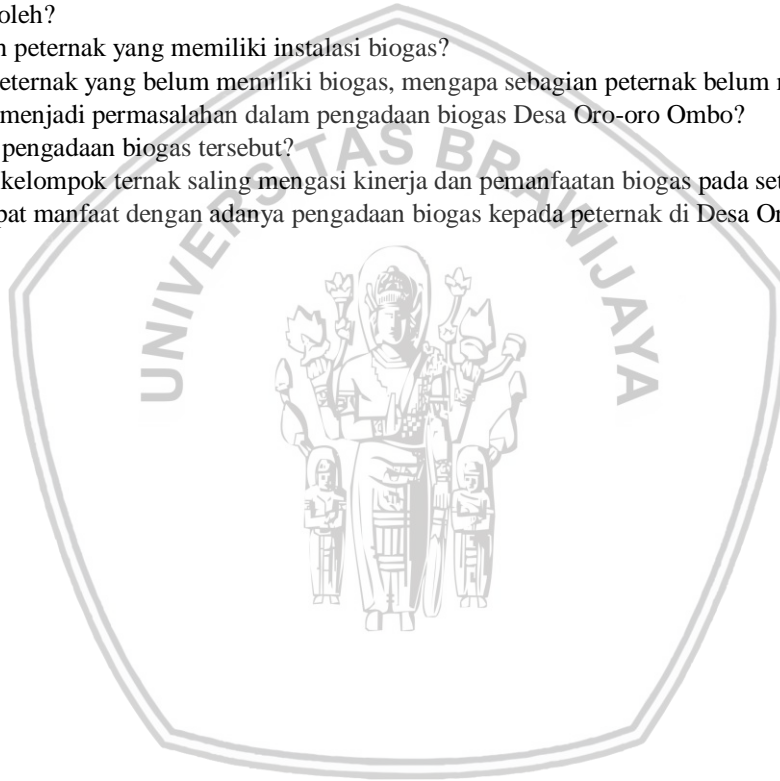 oleh?
n peternak yang memiliki instalasi biogas?
eternak yang belum memiliki biogas, mengapa sebagian peternak belum
menjadi permasalahan dalam pengadaan biogas Desa Oro-oro Ombo?
pengadaan biogas tersebut?
kelompok ternak saling mengasi kinerja dan pemanfaatan biogas pada set
pat manfaat dengan adanya pengadaan biogas kepada peternak di Desa Or
UNIVERSITAS BRAWIJAYA